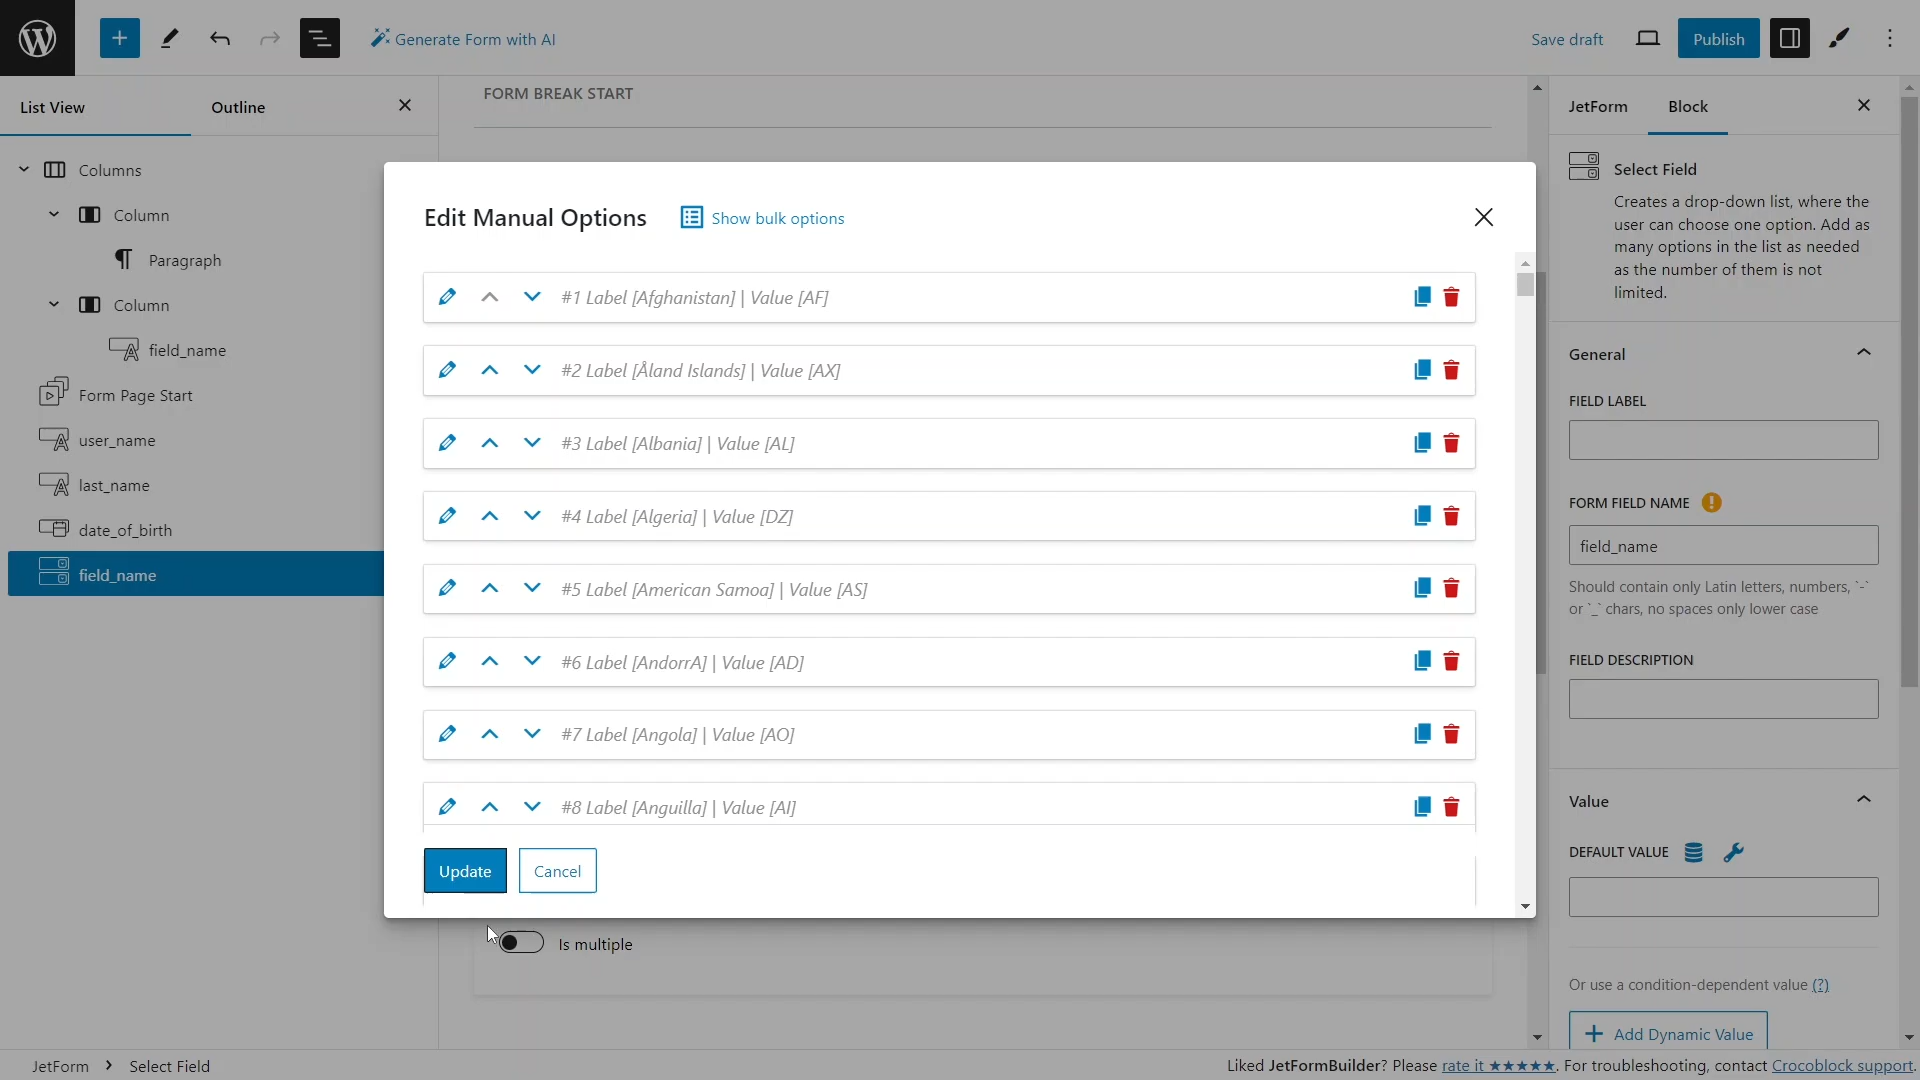 Generate Form with AI
Save draft
Publish
List View
Outline
Columns
Column
Paragraph
Column
field_name
Form Page Start
user_name
last_name
date_of_birth
field_name
FORM BREAK START
Edit Manual Options
Show bulk options
#1 Label [Afghanistan] | Value [AF]
#2 Label [Åland Islands] | Value [AX]
#3 Label [Albania] | Value [AL]
#4 Label [Algeria] | Value [DZ]
#5 Label [American Samoa] | Value [AS]
#6 Label [AndorrA] | Value [AD]
#7 Label [Angola] | Value [AO]
#8 Label [Anguilla] | Value [AI]
Update
Cancel
Is multiple
JetForm
Block
Select Field
Creates a drop-down list, where the
user can choose one option. Add as
many options in the list as needed
as the number of them is not
limited.
General
FIELD LABEL
FORM FIELD NAME
field_name
Should contain only Latin letters, numbers, `-`
or `_` chars, no spaces only lower case
FIELD DESCRIPTION
Value
DEFAULT VALUE
Or use a condition-dependent value (?)
+ Add Dynamic Value
JetForm > Select Field
Liked JetFormBuilder? Please rate it ★★★★★. For troubleshooting, contact Crocoblock support.